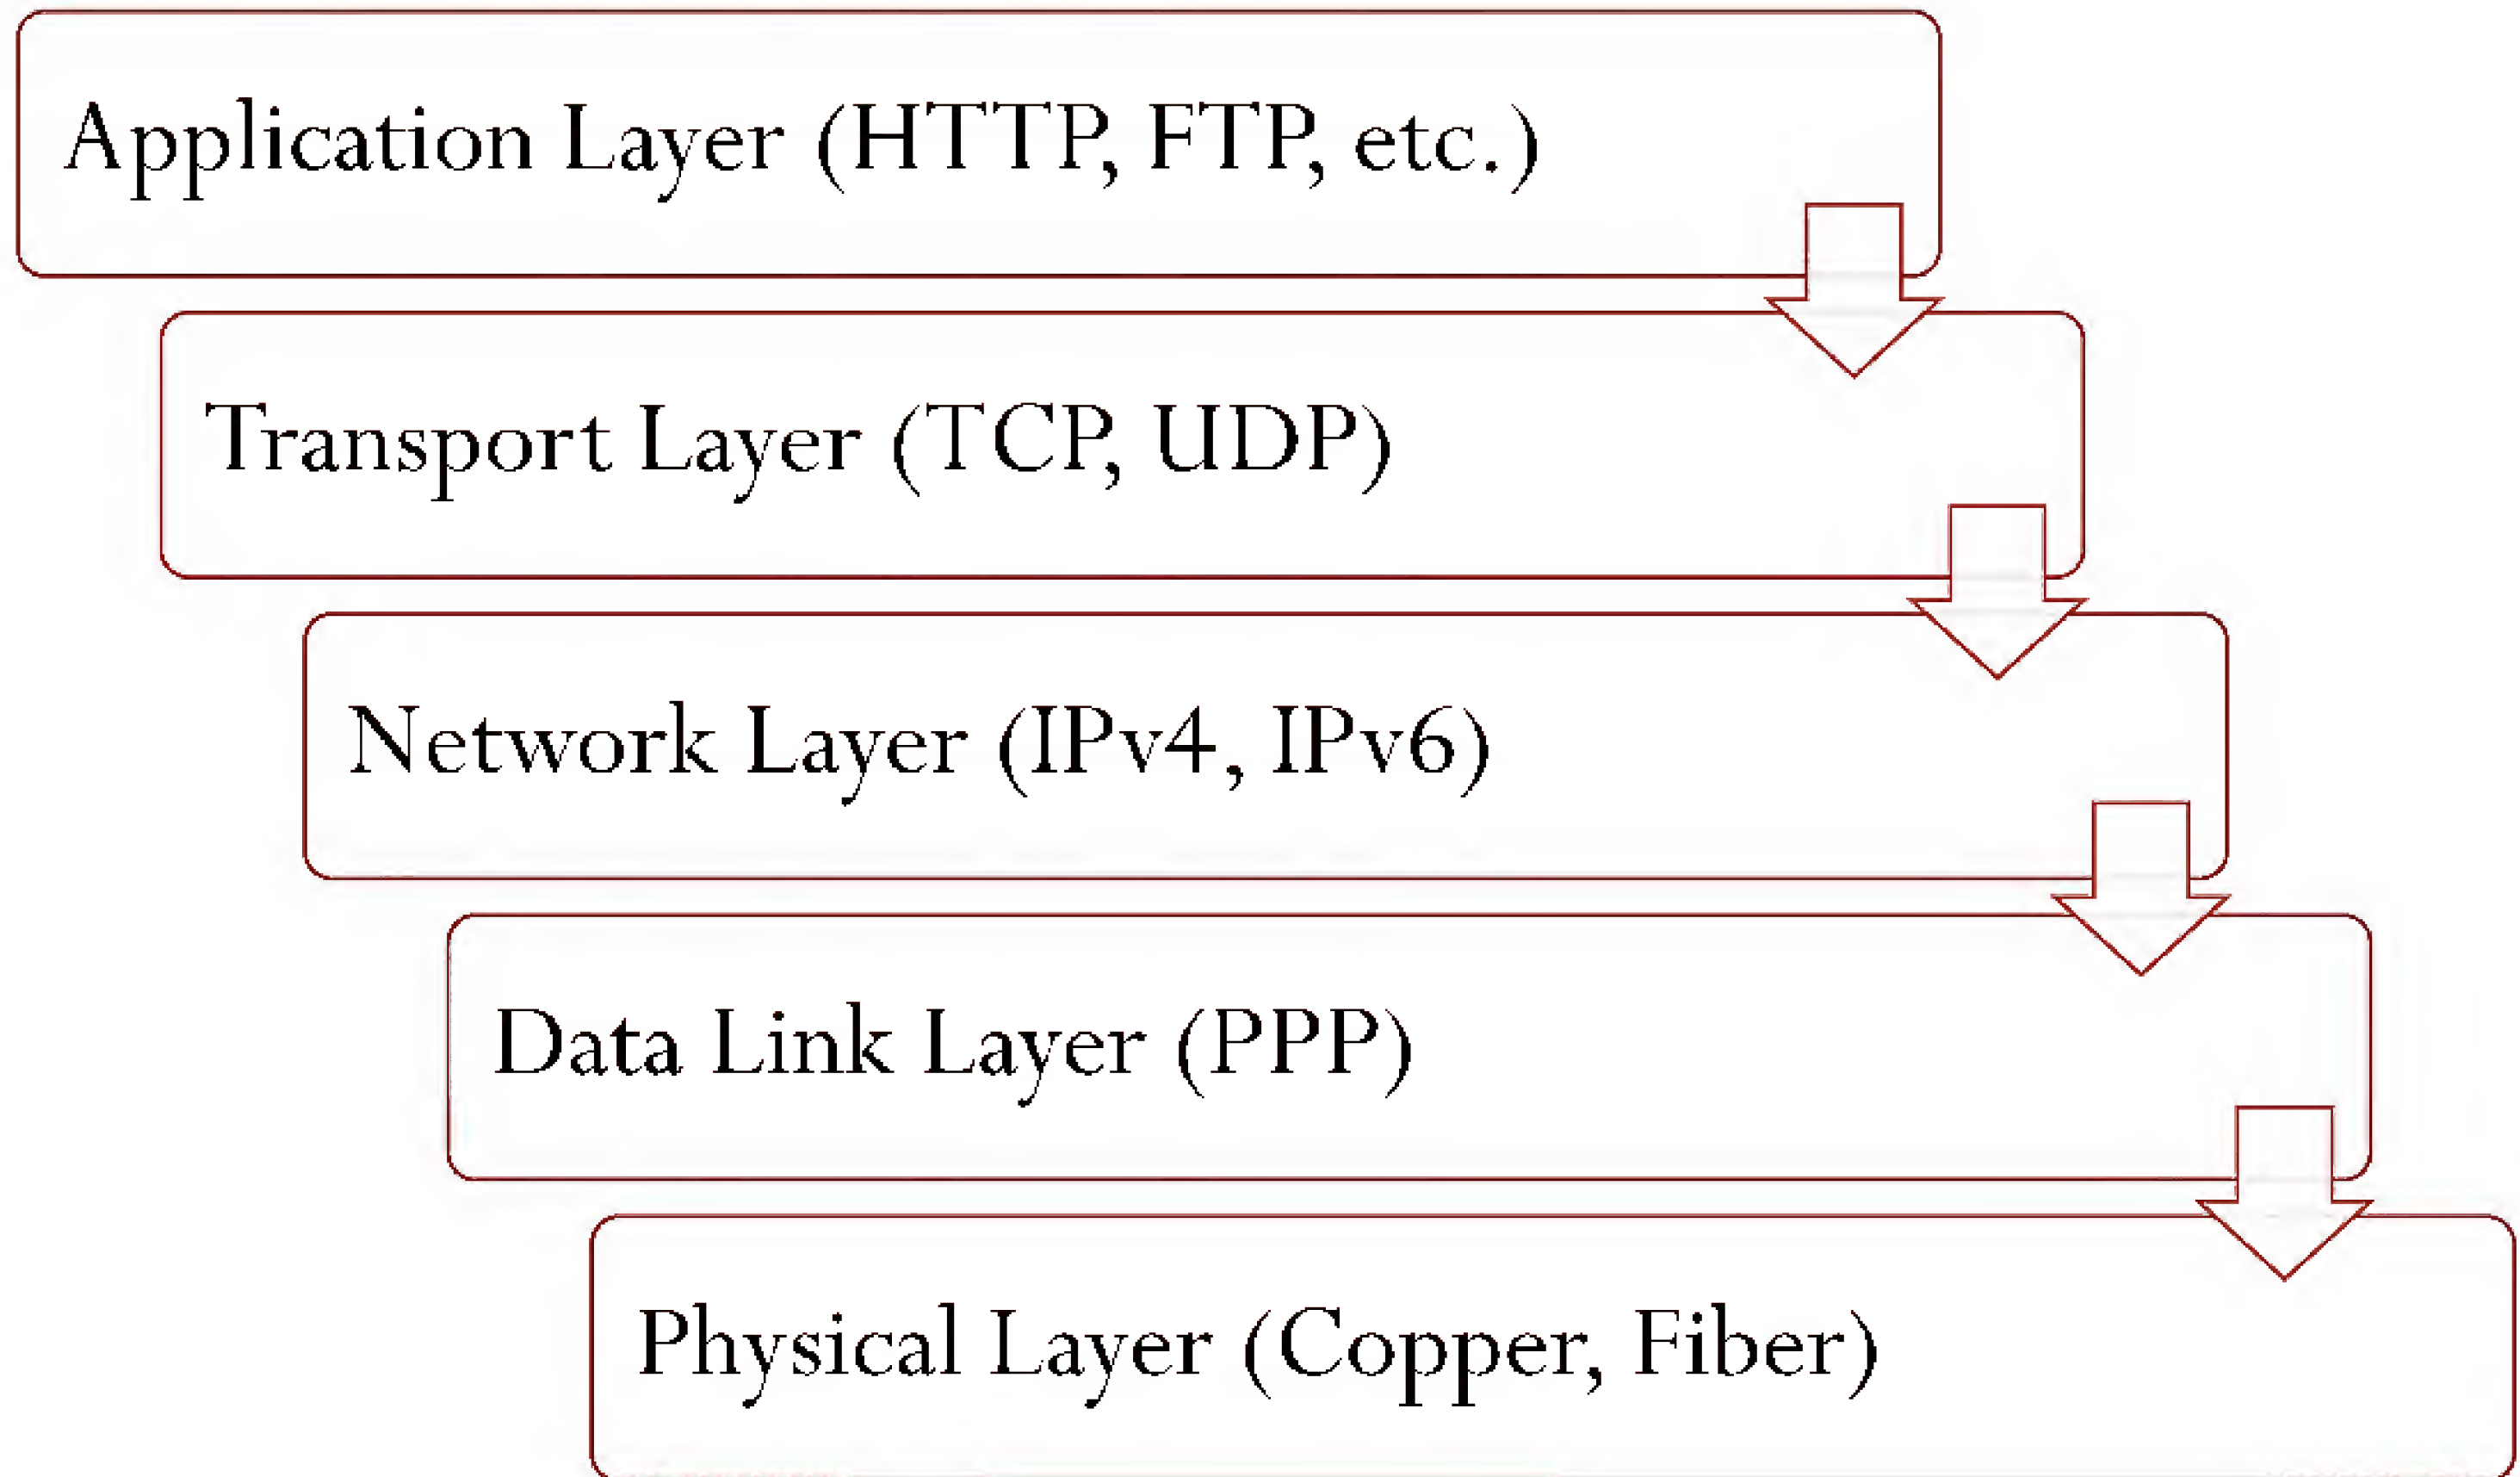 Application Layer (HTTP, FTP, etc.)
Transport Layer (TCP, UDP)
Network Layer (IPv4, IPv6)
Data Link Layer (PPP)
Physical Layer (Copper, Fiber)